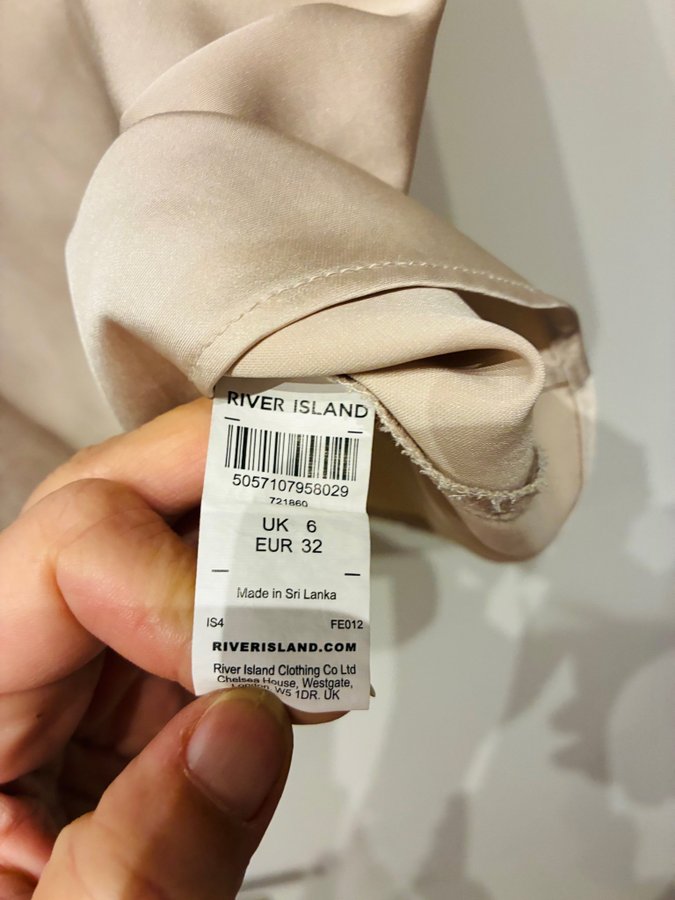 RIVER ISLAND
5057107958029
721860
UK 6
EUR 32
Made in Sri Lanka
IS4 FE012
RIVERISLAND.COM
River Island Clothing Co Ltd
Chelsea House, Westgate,
London, W5 1DR. UK